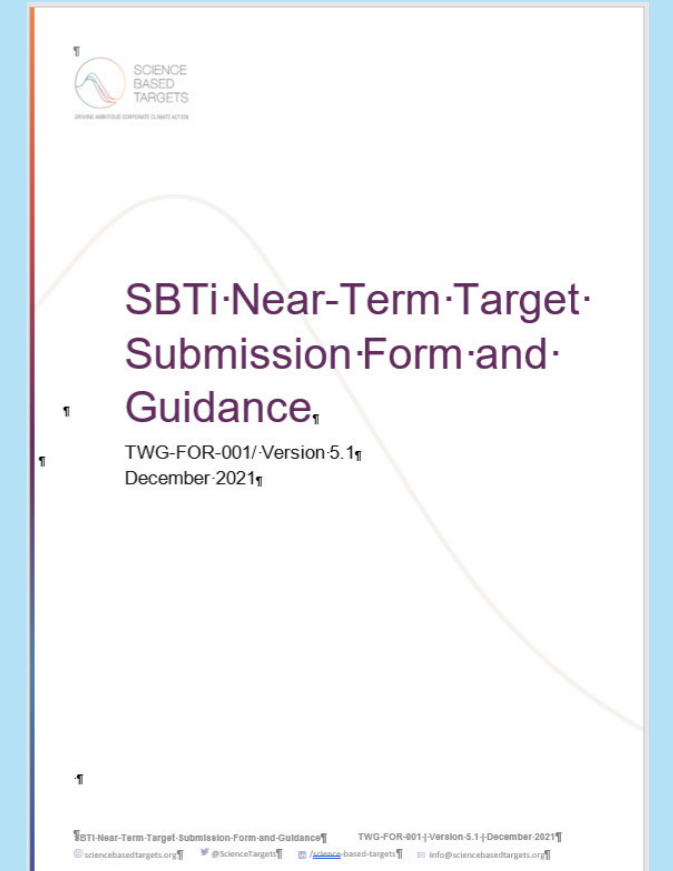 SCIENCE
BASED
TARGETS
DRIVING AMBITIOUS CORPORATE CLIMATE ACTION
SBTi·Near-Term·Target·
Submission·Form·and·
Guidance¶
TWG-FOR-001/·Version·5.1¶
December·2021¶
SBTi·Near-Term·Target·Submission·Form·and·Guidance¶ TWG-FOR-001·|·Version·5.1·|·December·2021¶
sciencebasedtargets.org¶ @ScienceTargets¶ /science-based-targets¶ info@sciencebasedtargets.org¶